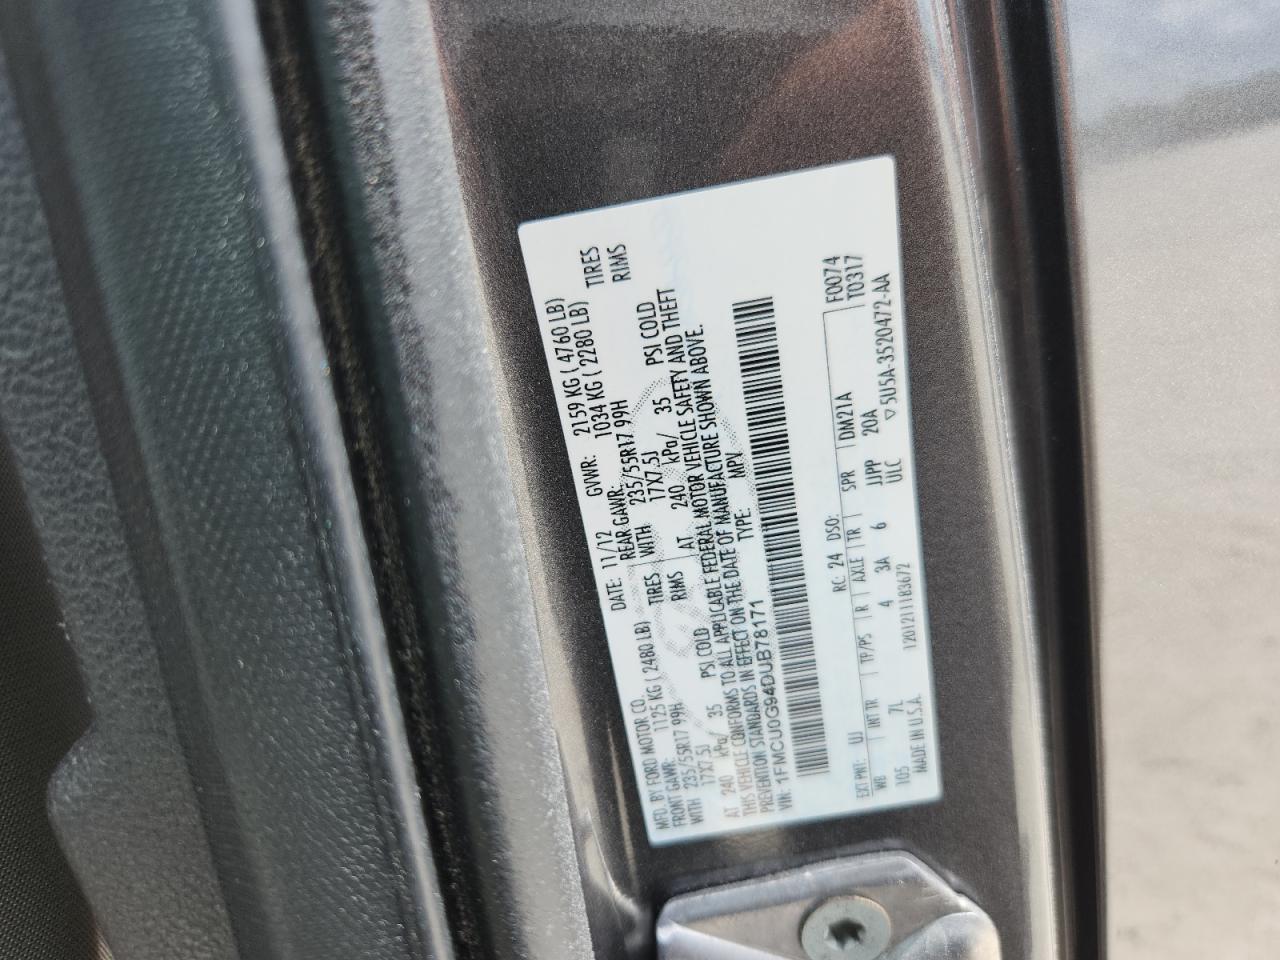 MFD. BY FORD MOTOR CO.
DATE: 11/12 GVWR: 2159 KG ( 4760 LB)
FRONT GAWR: 1125 KG ( 2480 LB) REAR GAWR: 1034 KG ( 2280 LB)
WITH 235/55R17 99H TIRES WITH 235/55R17 99H TIRES
17X7.5J RIMS 17X7.5J RIMS
AT 240 kPa/ 35 PSI COLD AT 240 kPa/ 35 PSI COLD
THIS VEHICLE CONFORMS TO ALL APPLICABLE FEDERAL MOTOR VEHICLE SAFETY AND THEFT
PREVENTION STANDARDS IN EFFECT ON THE DATE OF MANUFACTURE SHOWN ABOVE.
VIN: 1FMCU0G94DUB78171 TYPE: MPV
F0074
T0317
EXT PNT: UJ RC: 24 DSO:
WB INT TR TP/PS R AXLE TR SPR DM21A
105 7L 4 3A 6 JJPP 20A
MADE IN U.S.A. 120121183672 ULC ▽5U5A-3520472-AA